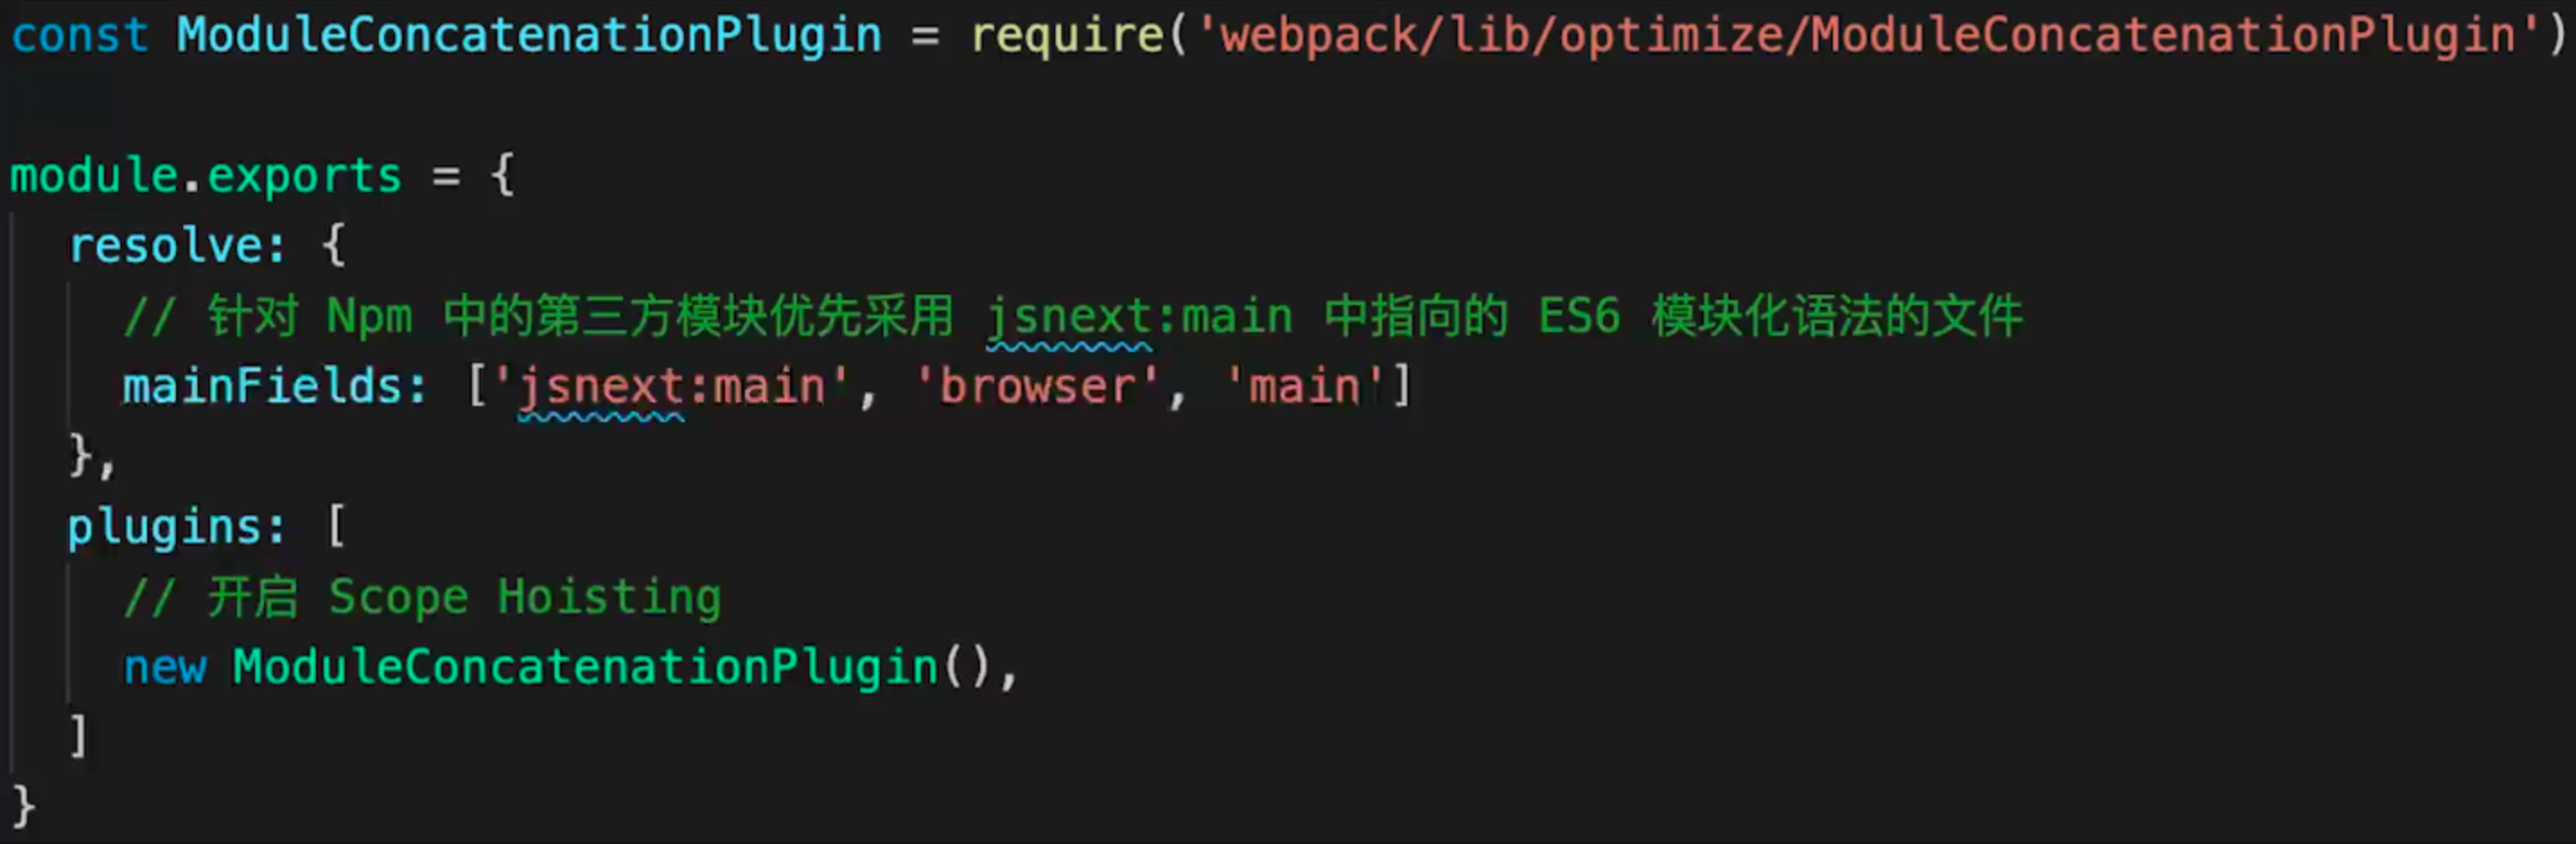 const ModuleConcatenationPlugin = require('webpack/lib/optimize/ModuleConcatenationPlugin')
module.exports = {
resolve: {
// 针对 Npm 中的第三方模块优先采用 jsnext:main 中指向的 ES6 模块化语法的文件
mainFields: ['jsnext:main', 'browser', 'main']
},
plugins: [
// 开启 Scope Hoisting
new ModuleConcatenationPlugin(),
]
}